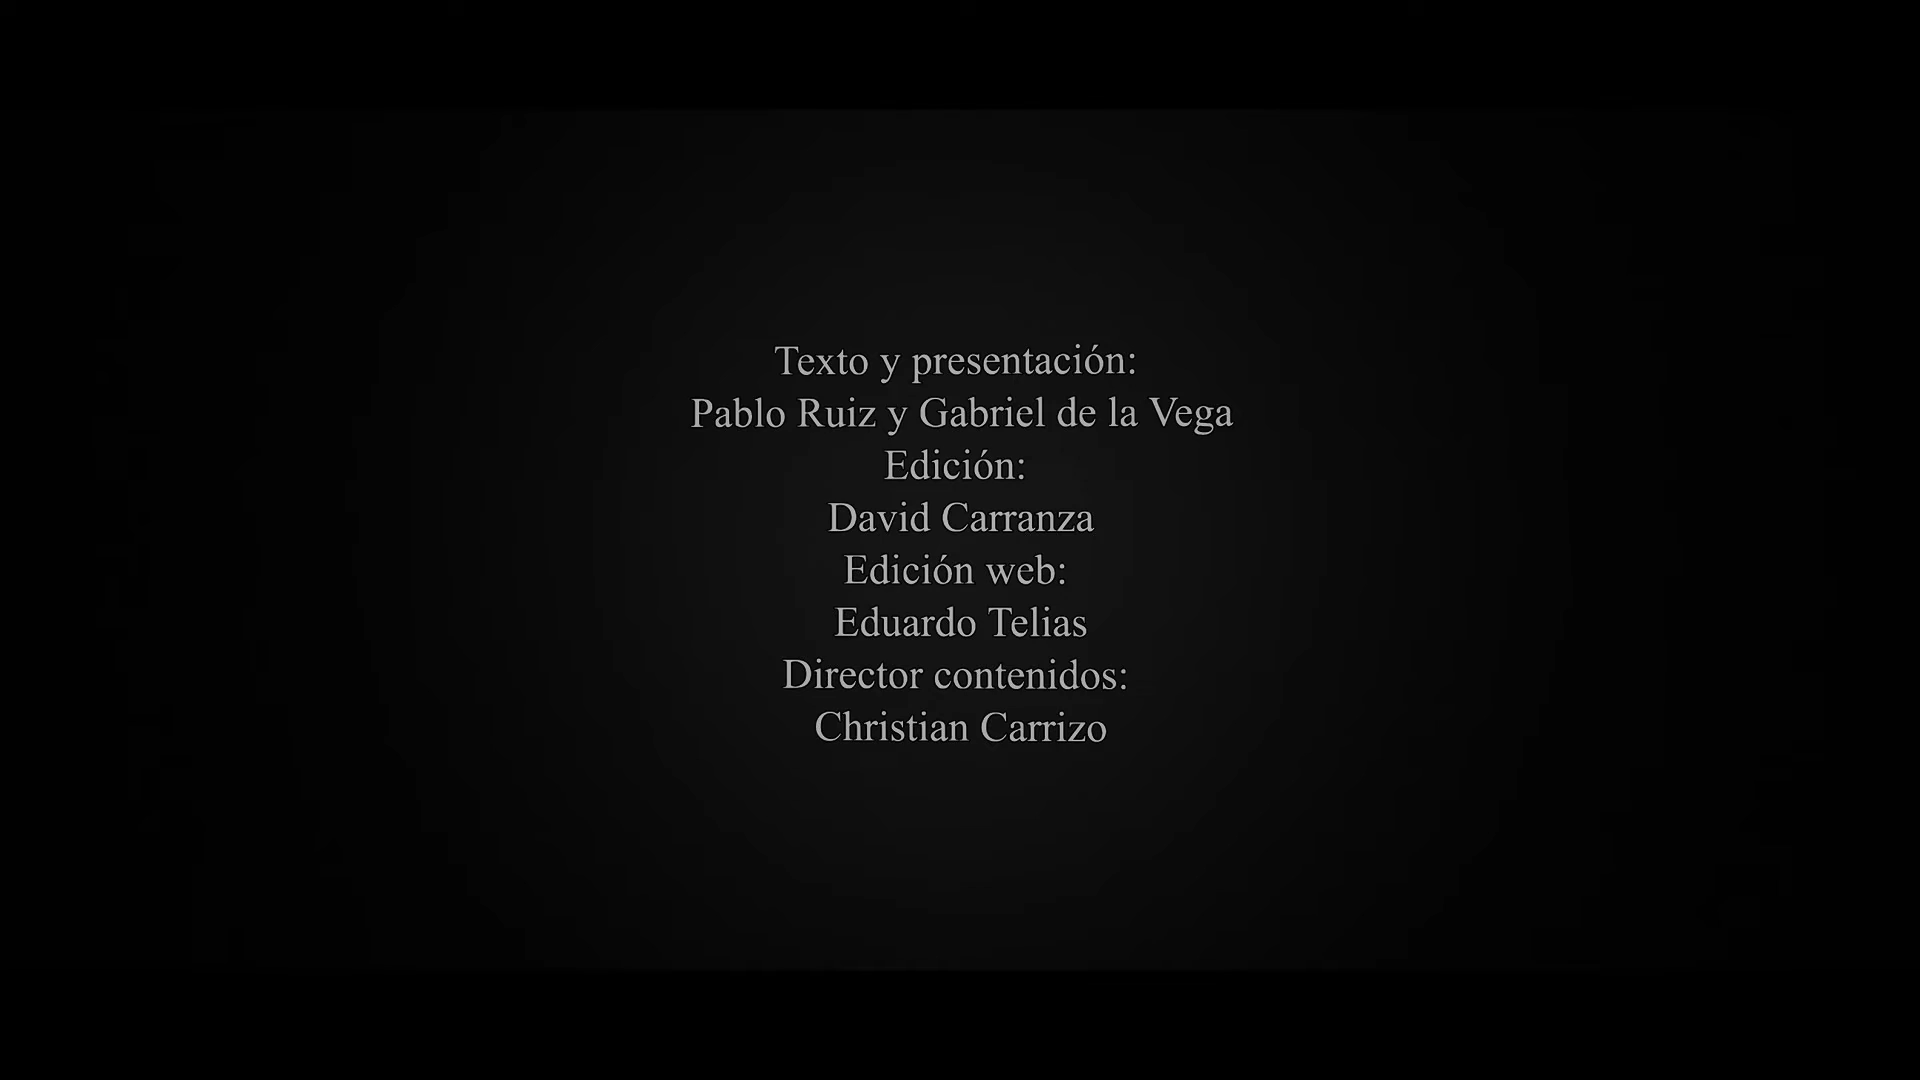 Texto y presentación:
Pablo Ruiz y Gabriel de la Vega
Edición:
David Carranza
Edición web:
Eduardo Telias
Director contenidos:
Christian Carrizo